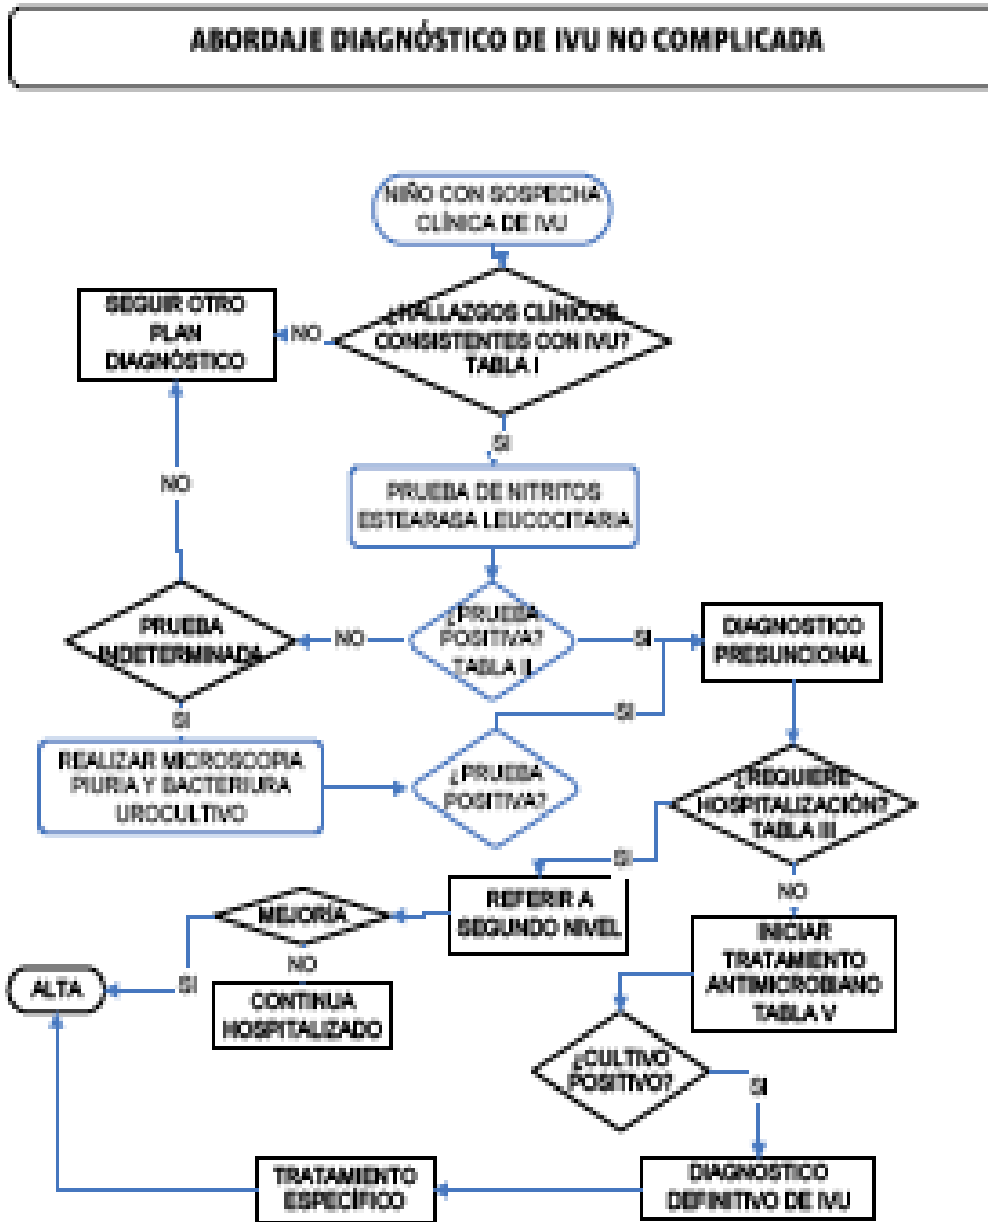 ABORDAJE DIAGNÓSTICO DE IVU NO COMPLICADA
NIÑO CON SOSPECHA
CLÍNICA DE IVU
¿HALLAZGOS CLÍNICOS
CONSISTENTES CON IVU?
TABLA I
NO
SEGUIR OTRO
PLAN
DIAGNÓSTICO
SI
PRUEBA DE NITRITOS
ESTEARASA LEUCOCITARIA
NO
¿PRUEBA
POSITIVA?
TABLA II
NO
SI
PRUEBA
INDETERMINADA
DIAGNOSTICO
PRESUNCIONAL
SI
SI
REALIZAR MICROSCOPIA
PIURIA Y BACTERIURA
UROCULTIVO
¿PRUEBA
POSITIVA?
¿REQUIERE
HOSPITALIZACIÓN?
TABLA III
SI
NO
REFERIR A
SEGUNDO NIVEL
MEJORÍA
NO
SI
CONTINUA
HOSPITALIZADO
ALTA
INICIAR
TRATAMIENTO
ANTIMICROBIANO
TABLA V
¿CULTIVO
POSITIVO?
SI
DIAGNOSTICO
DEFINITIVO DE IVU
TRATAMIENTO
ESPECÍFICO